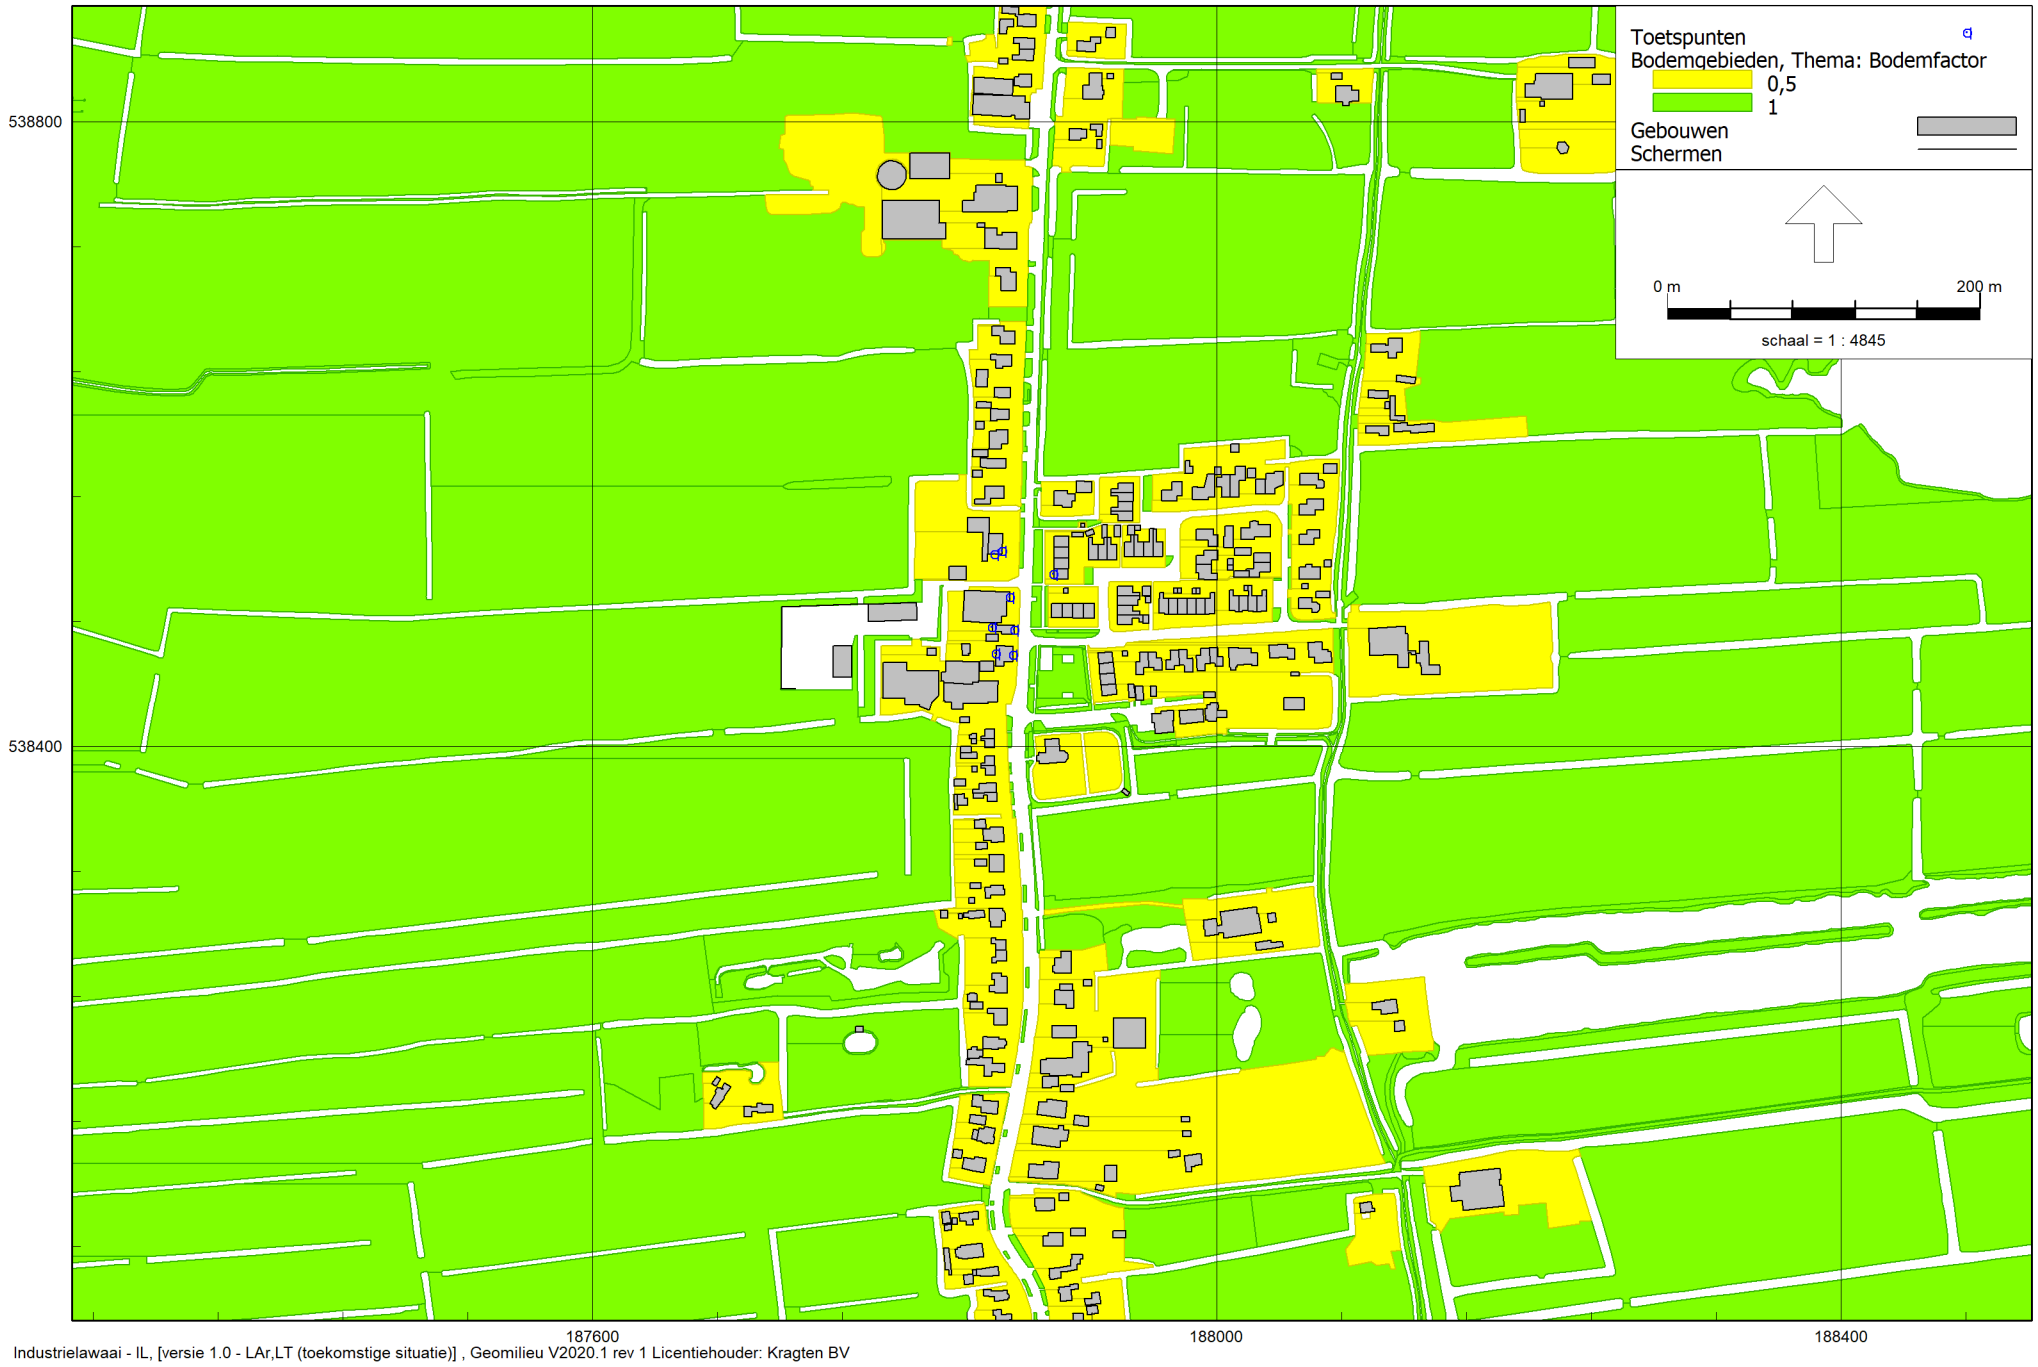 Toetspunten
Bodemgebieden, Thema: Bodemfactor
0,5
1
Gebouwen
Schermen
0 m 200 m
schaal = 1 : 4845
538800
538400
187600 188000 188400
Industrielawaai - IL, [versie 1.0 - LAr,LT (toekomstige situatie)] , Geomilieu V2020.1 rev 1 Licentiehouder: Kragten BV